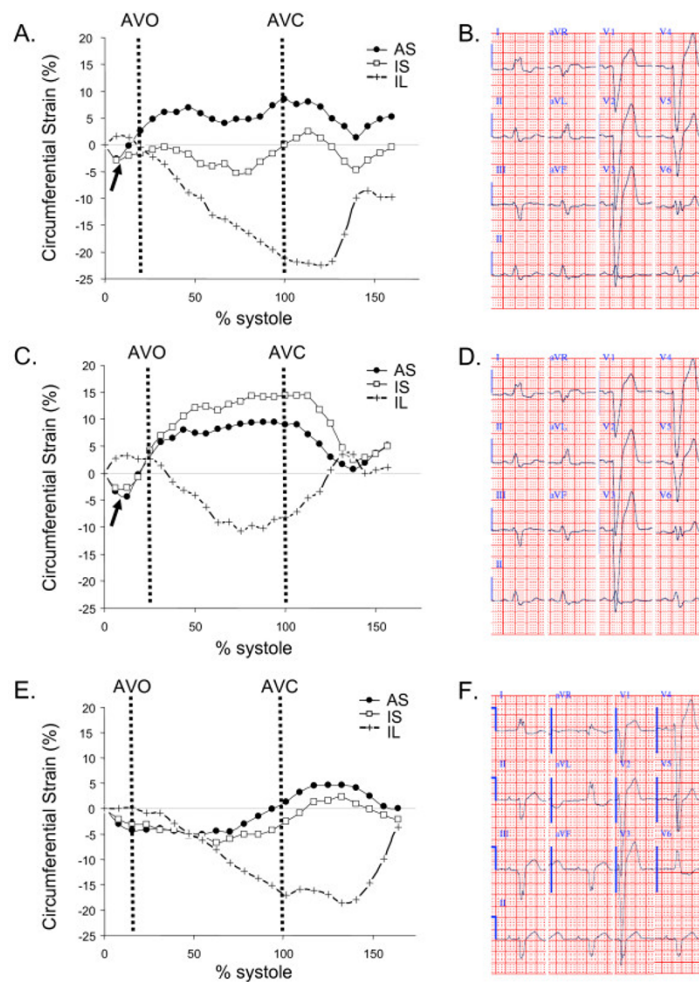 A.
AVO
AVC
AS
IS
IL
Circumferential Strain (%)
20
15
10
5
0
-5
-10
-15
-20
-25
0
50
100
150
% systole
B.
I
aVR
V1
V4
II
aVL
V2
V5
III
aVF
V3
V6
II
C.
AVO
AVC
AS
IS
IL
Circumferential Strain (%)
20
15
10
5
0
-5
-10
-15
-20
-25
0
50
100
150
% systole
D.
I
aVR
V1
V4
II
aVL
V2
V5
III
aVF
V3
V6
II
E.
AVO
AVC
AS
IS
IL
Circumferential Strain (%)
20
15
10
5
0
-5
-10
-15
-20
-25
0
50
100
150
% systole
F.
I
aVR
V1
V4
II
aVL
V2
V5
III
aVF
V3
V6
II